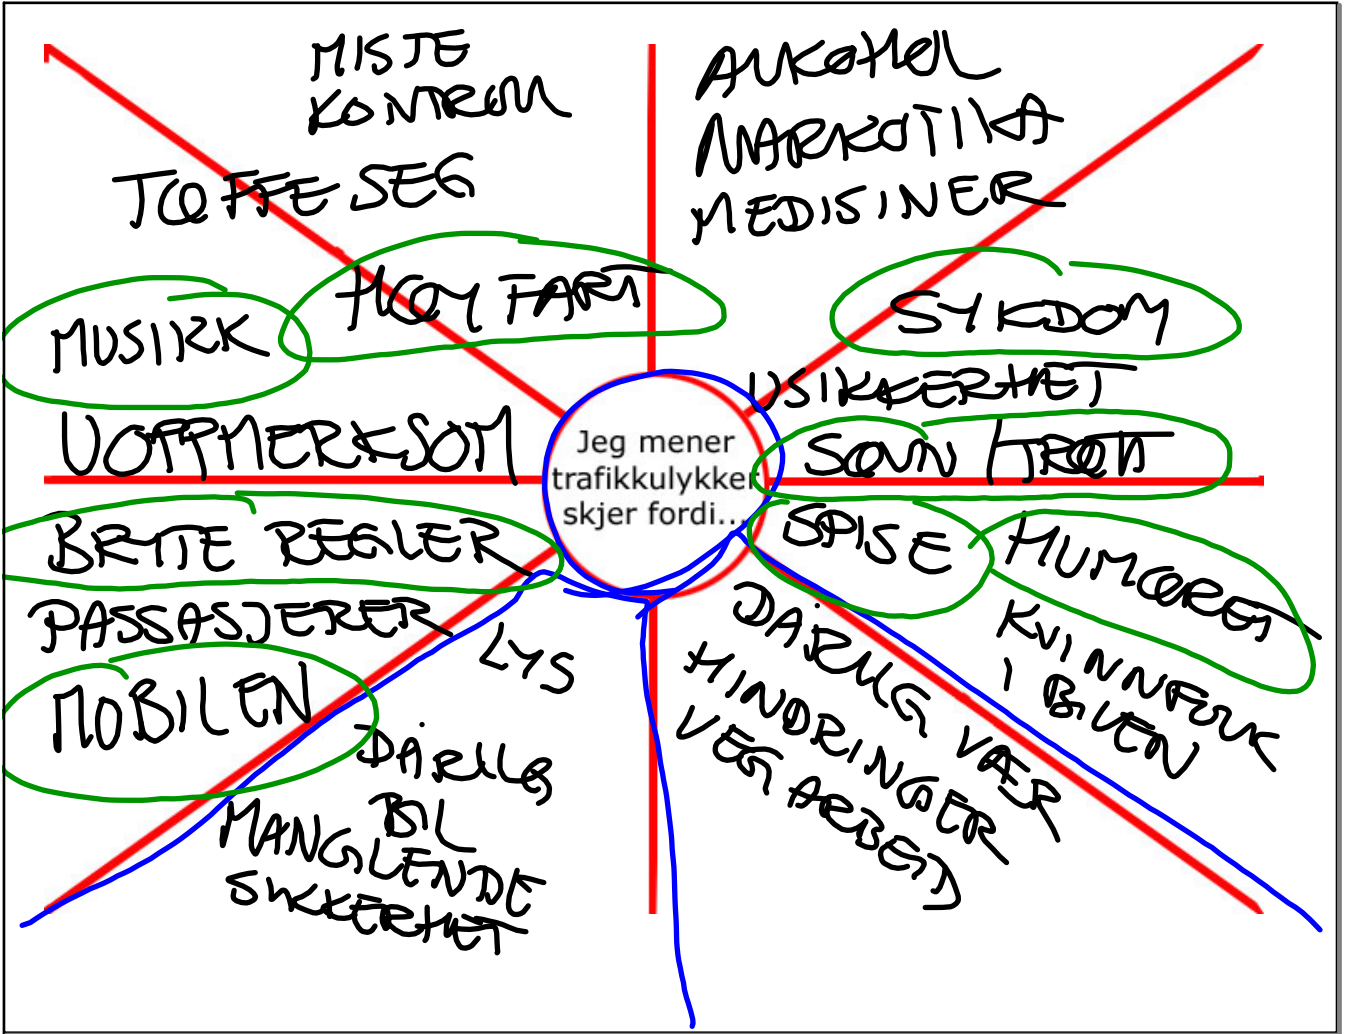 MISTE
KONTROLL
TØFFE SEG
HØY FART
MUSIKK
UOPPMERKSOM
BRYTE REGLER
PASSASJERER
MOBILEN
LYS
DÅRLIG
BIL
MANGLENDE
SIKKERHET
Jeg mener
trafikkulykker
skjer fordi...
ALKOHOL
NARKOTIKA
MEDISINER
SYKDOM
USIKKERHET
SØVN / TRØTT
SPISE
HUMØRET
KVINNFOLK
I BILEN
DÅRLIG VÆR
HINDRINGER
VEGARBEID